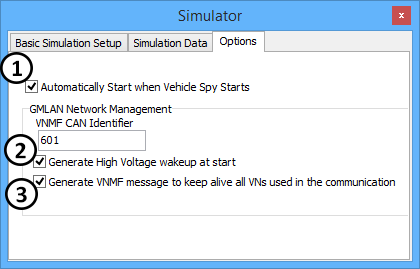 Simulator
x
Basic Simulation Setup
Simulation Data
Options
1
Automatically Start when Vehicle Spy Starts
GMLAN Network Management
VNMF CAN Identifier
601
2
Generate High Voltage wakeup at start
Generate VNMF message to keep alive all VNs used in the communication
3